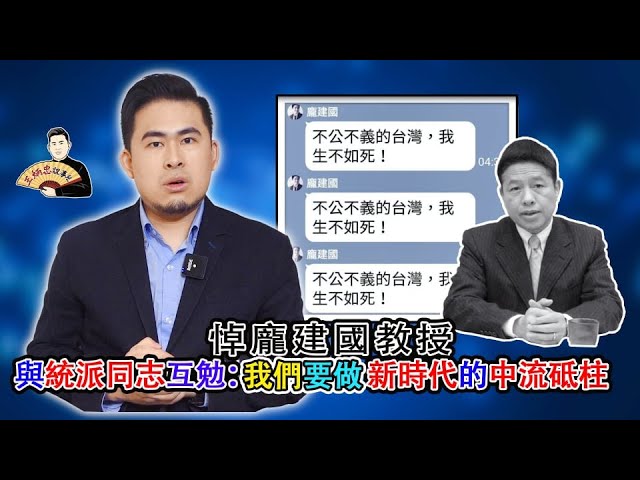 龐建國
不公不義的台灣，我
生不如死！
04:2
龐建國
不公不義的台灣，我
生不如死！
龐建國
不公不義的台灣，我
生不如死！
王炳忠說事兒
悼龐建國教授
與統派同志互勉：我們要做新時代的中流砥柱